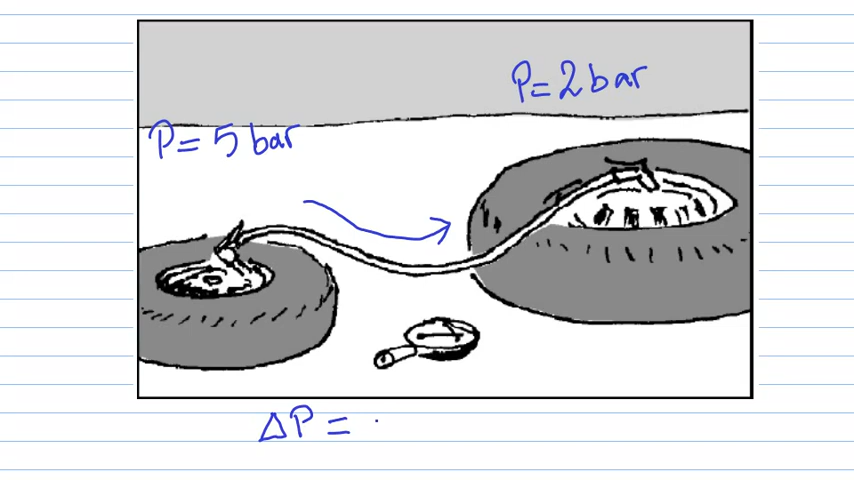 P = 2 bar
P = 5 bar
ΔP =